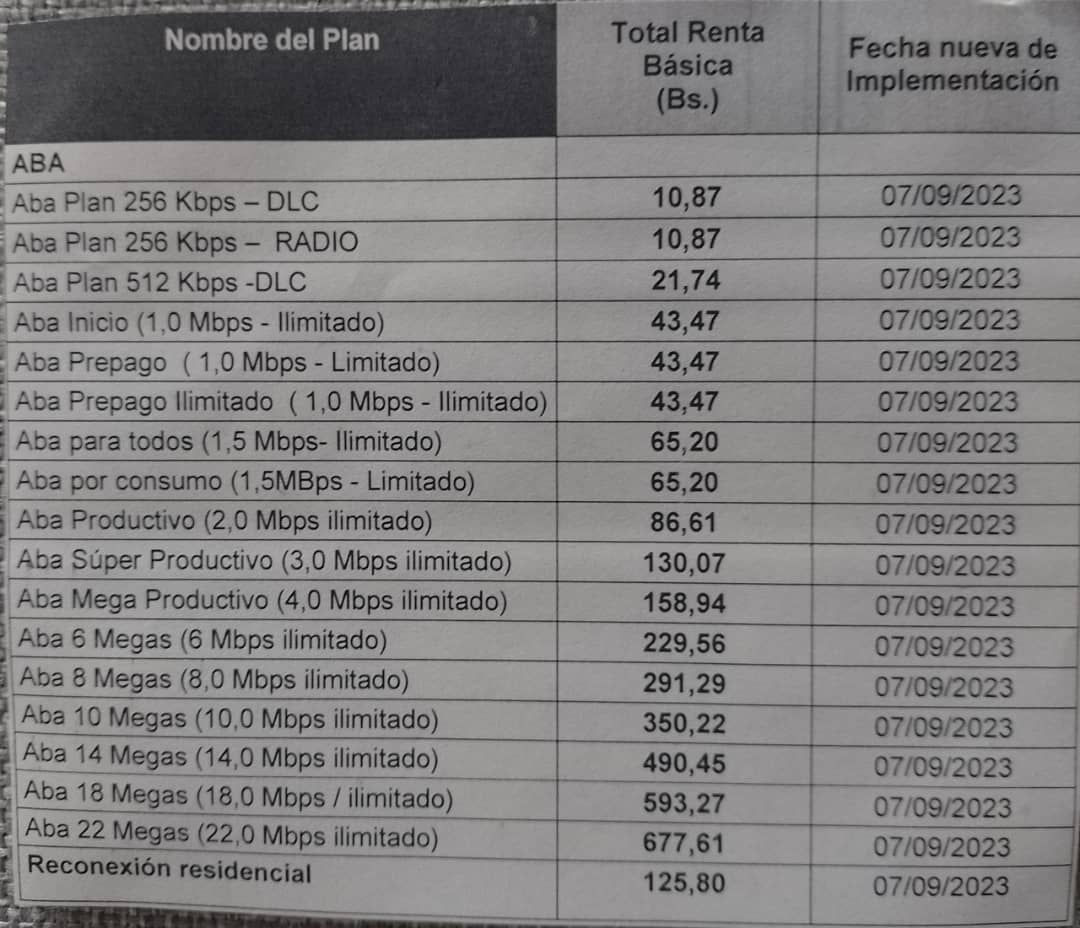 Nombre del Plan
Total Renta
Básica
(Bs.)
Fecha nueva de
Implementación
ABA
Aba Plan 256 Kbps – DLC 10,87 07/09/2023
Aba Plan 256 Kbps – RADIO 10,87 07/09/2023
Aba Plan 512 Kbps -DLC 21,74 07/09/2023
Aba Inicio (1,0 Mbps - Ilimitado) 43,47 07/09/2023
Aba Prepago ( 1,0 Mbps - Limitado) 43,47 07/09/2023
Aba Prepago Ilimitado ( 1,0 Mbps - Ilimitado) 43,47 07/09/2023
Aba para todos (1,5 Mbps- Ilimitado) 65,20 07/09/2023
Aba por consumo (1,5MBps - Limitado) 65,20 07/09/2023
Aba Productivo (2,0 Mbps ilimitado) 86,61 07/09/2023
Aba Súper Productivo (3,0 Mbps ilimitado) 130,07 07/09/2023
Aba Mega Productivo (4,0 Mbps ilimitado) 158,94 07/09/2023
Aba 6 Megas (6 Mbps ilimitado) 229,56 07/09/2023
Aba 8 Megas (8,0 Mbps ilimitado) 291,29 07/09/2023
Aba 10 Megas (10,0 Mbps ilimitado) 350,22 07/09/2023
Aba 14 Megas (14,0 Mbps ilimitado) 490,45 07/09/2023
Aba 18 Megas (18,0 Mbps / ilimitado) 593,27 07/09/2023
Aba 22 Megas (22,0 Mbps ilimitado) 677,61 07/09/2023
Reconexión residencial 125,80 07/09/2023